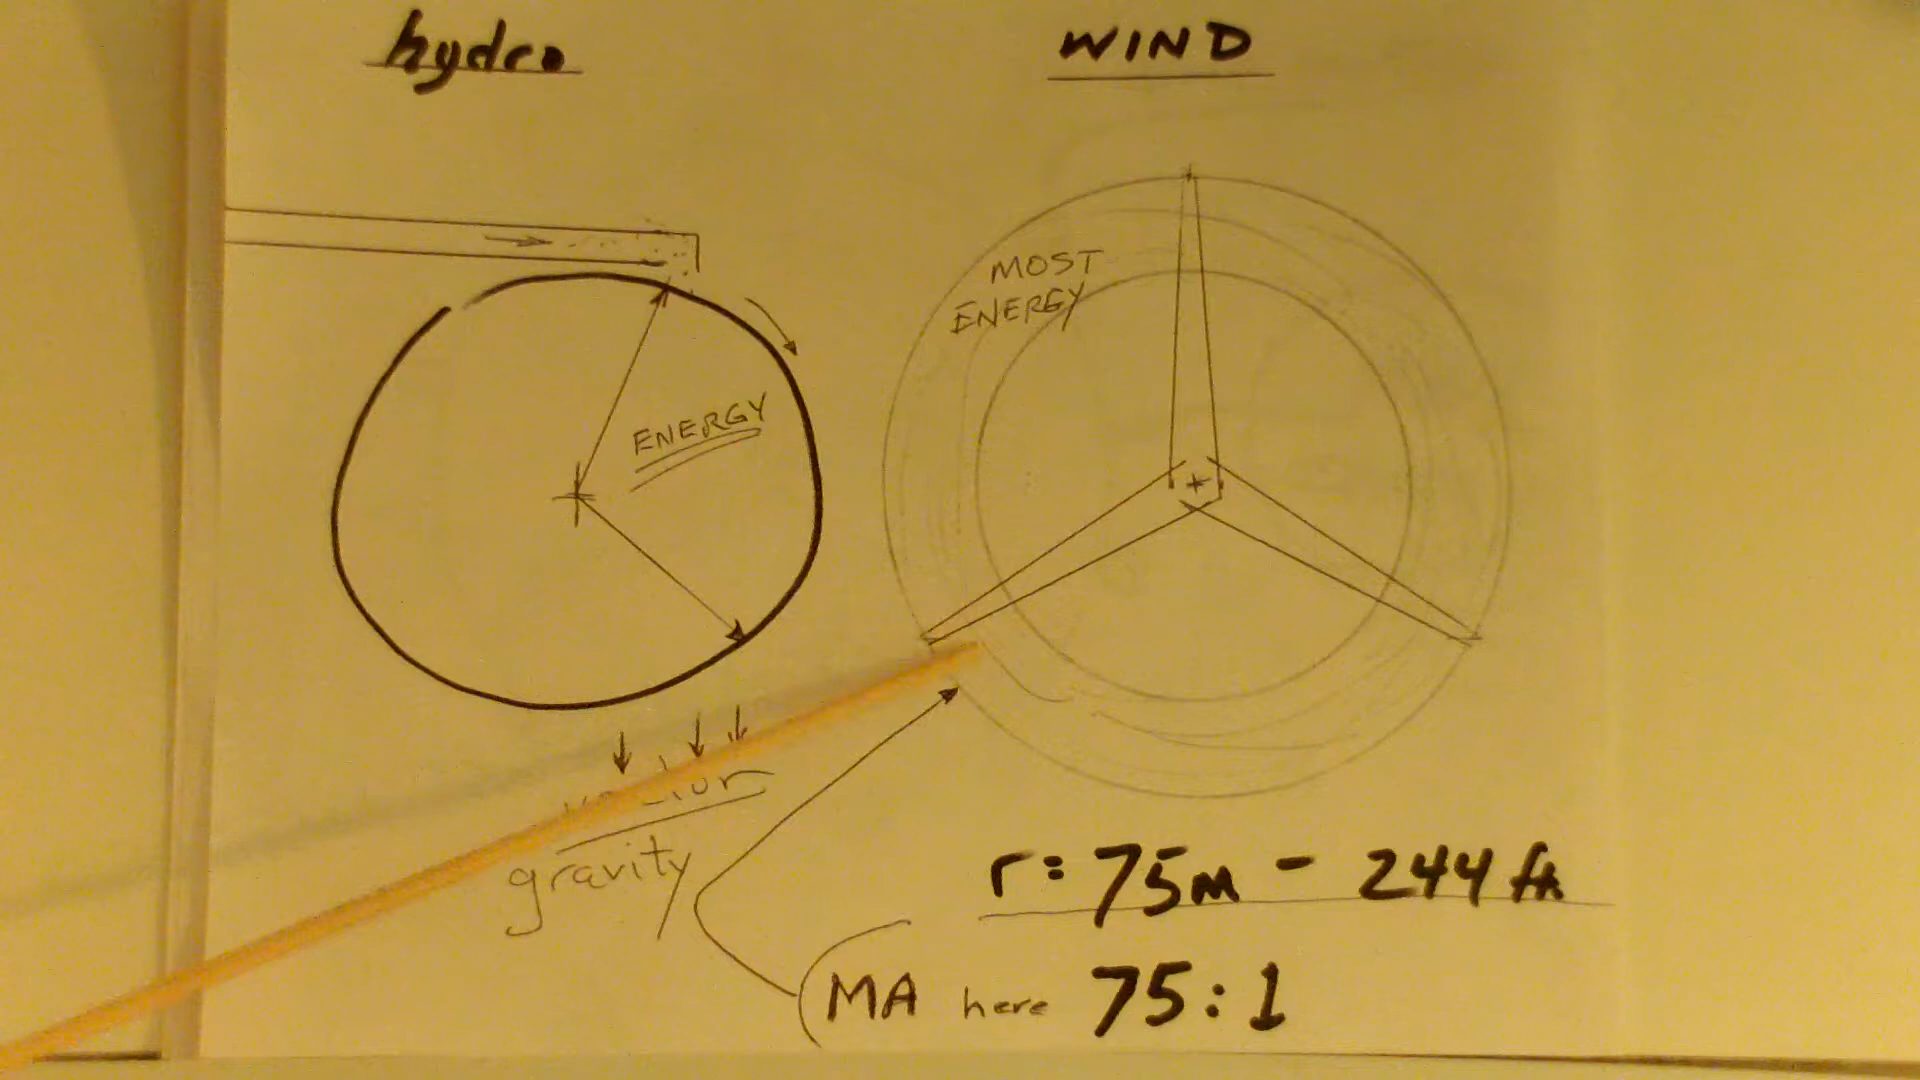 hydro
WIND
MOST
ENERGY
ENERGY
gravity
r: 75m - 244 ft
MA here 75:1